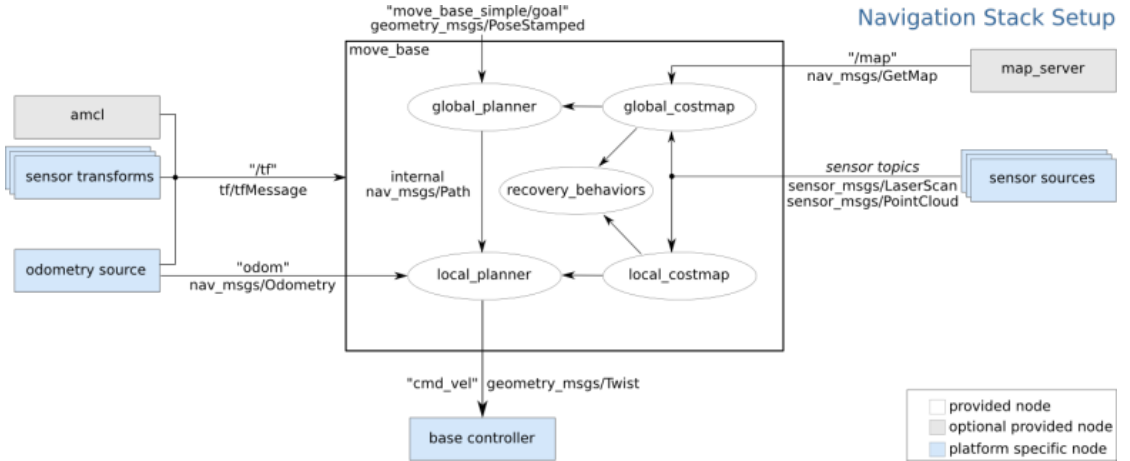 Navigation Stack Setup
"move_base_simple/goal"
geometry_msgs/PoseStamped
move_base
"/map"
nav_msgs/GetMap
map_server
global_planner
global_costmap
amcl
sensor transforms
"/tf"
tf/tfMessage
internal
nav_msgs/Path
recovery_behaviors
sensor topics
sensor_msgs/LaserScan
sensor_msgs/PointCloud
sensor sources
odometry source
"odom"
nav_msgs/Odometry
local_planner
local_costmap
"cmd_vel" geometry_msgs/Twist
base controller
provided node
optional provided node
platform specific node